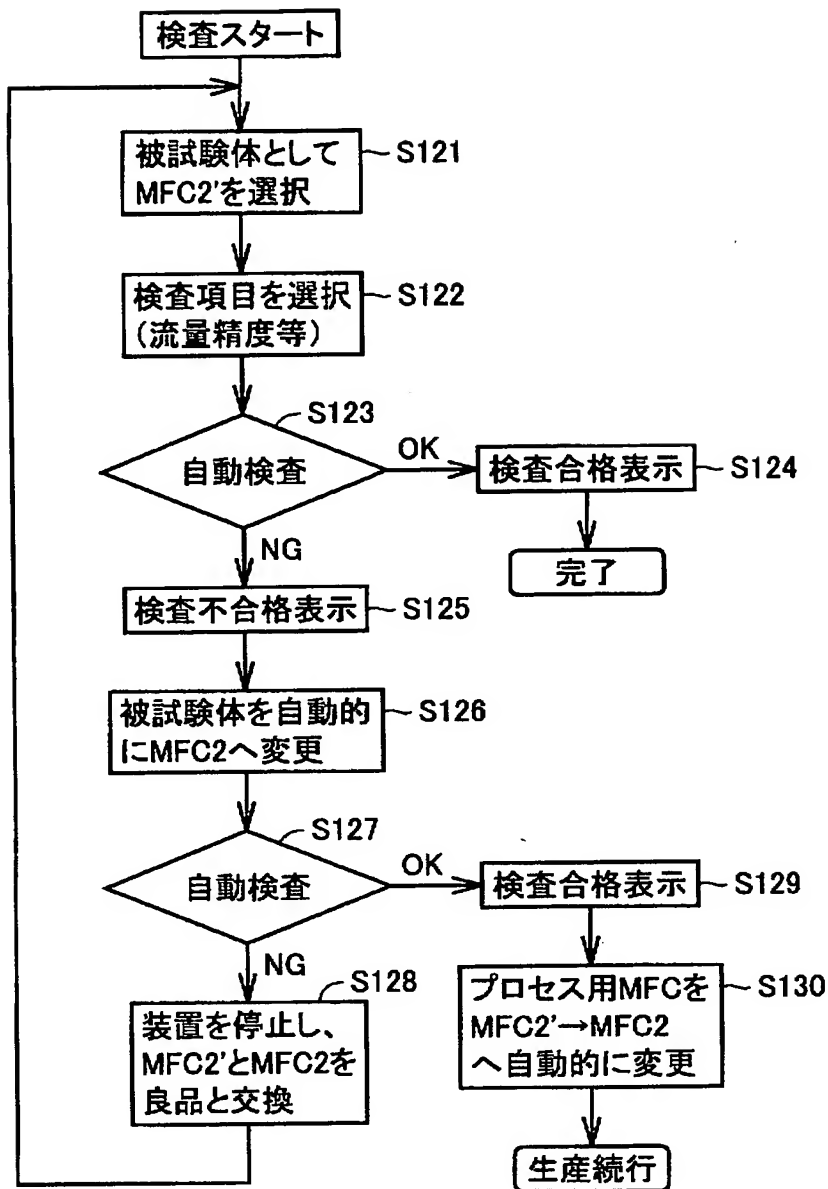 検査スタート
被試験体として
MFC2'を選択
S121
検査項目を選択
(流量精度等)
S122
S123
自動検査
OK
検査合格表示
S124
完了
NG
検査不合格表示
S125
被試験体を自動的
にMFC2へ変更
S126
S127
自動検査
OK
検査合格表示
S129
NG
S128
装置を停止し、
MFC2'とMFC2を
良品と交換
プロセス用MFCを
MFC2'→MFC2
へ自動的に変更
S130
生産続行